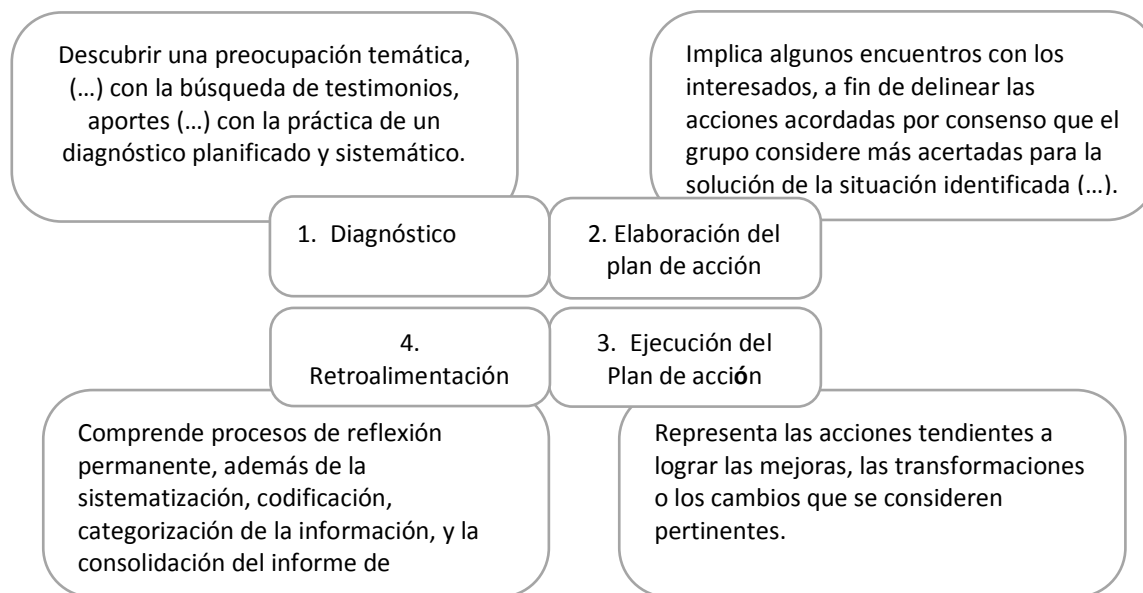 Descubrir una preocupación temática,
(…) con la búsqueda de testimonios,
aportes (…) con la práctica de un
diagnóstico planificado y sistemático.
Implica algunos encuentros con los
interesados, a fin de delinear las
acciones acordadas por consenso que el
grupo considere más acertadas para la
solución de la situación identificada (…).
1. Diagnóstico
2. Elaboración del
plan de acción
4.
Retroalimentación
3. Ejecución del
Plan de acción
Comprende procesos de reflexión
permanente, además de la
sistematización, codificación,
categorización de la información, y la
consolidación del informe de
Representa las acciones tendientes a
lograr las mejoras, las transformaciones
o los cambios que se consideren
pertinentes.